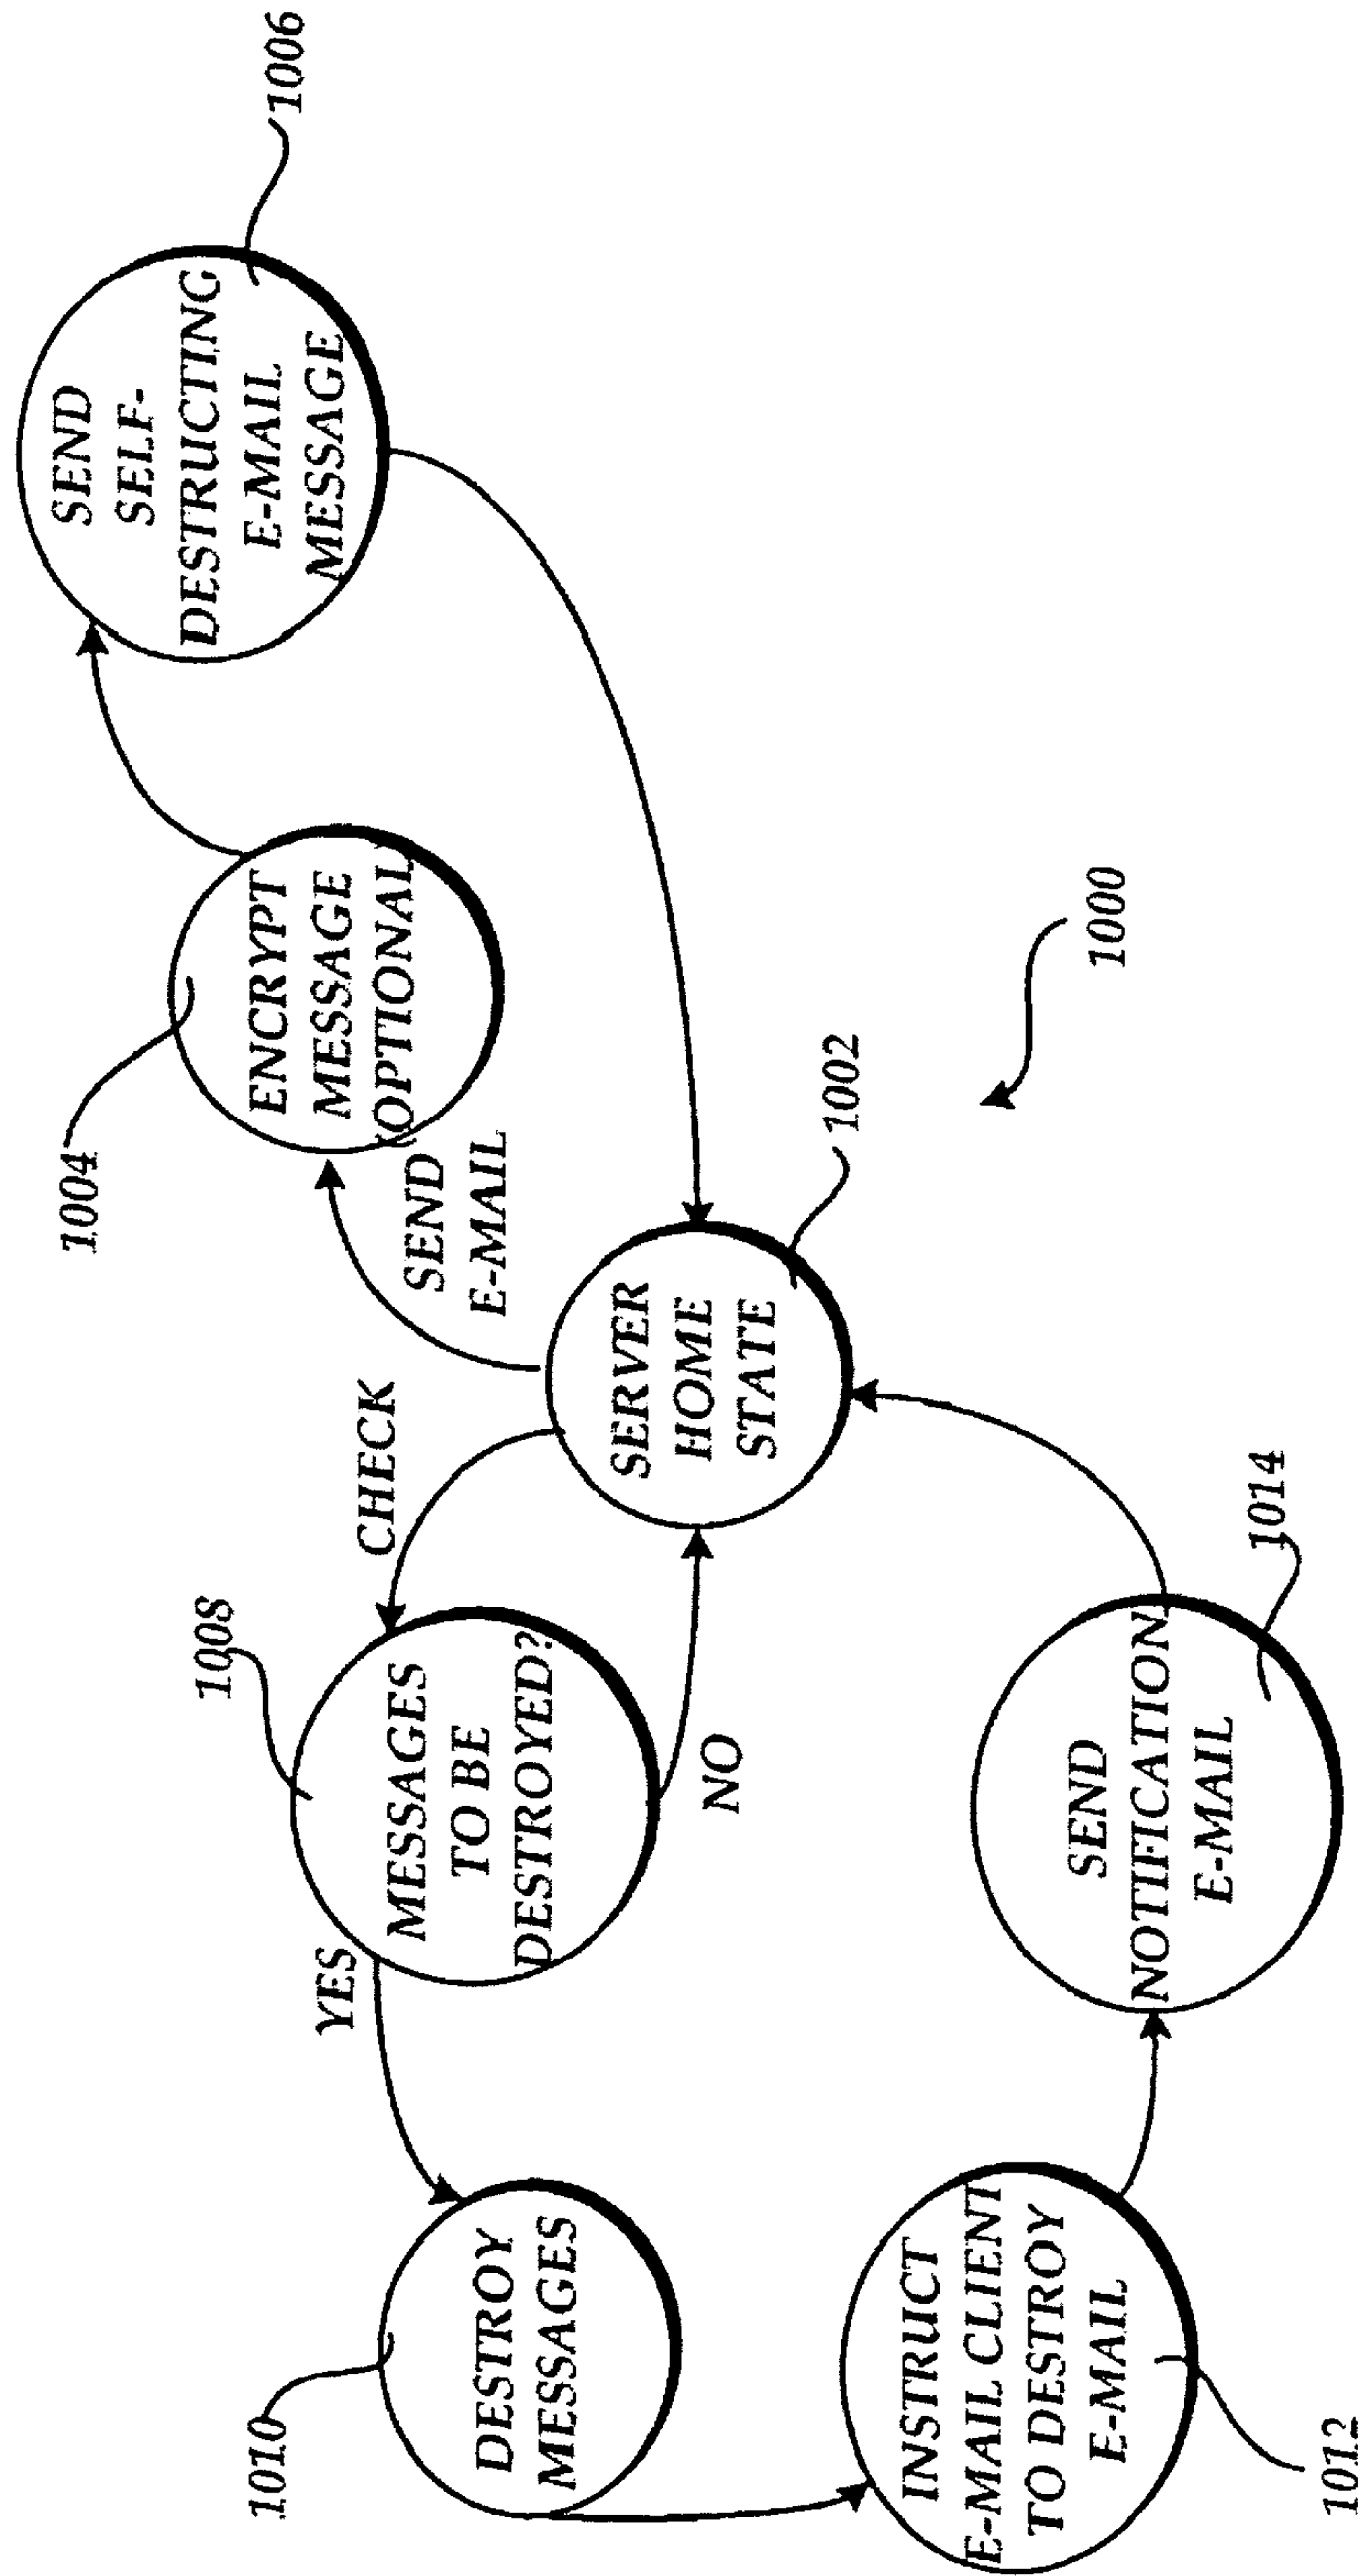 1006
SEND
SELF-
DESTRUCTING
E-MAIL
MESSAGE
1004
ENCRYPT
MESSAGE
(OPTIONAL)
SEND
E-MAIL
1002
SERVER
HOME
STATE
1000
CHECK
1008
MESSAGES
TO BE
DESTROYED?
YES
NO
1010
DESTROY
MESSAGES
1012
INSTRUCT
E-MAIL CLIENT
TO DESTROY
E-MAIL
1014
SEND
NOTIFICATION
E-MAIL